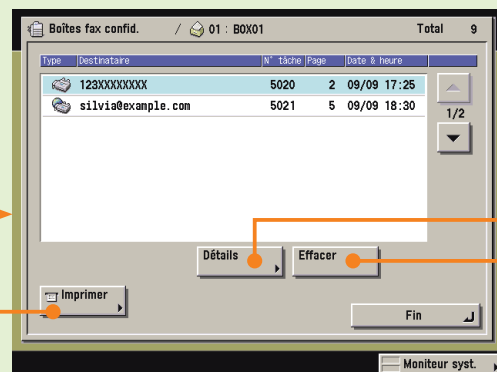 Boîtes fax confid. / 01 : BOX01 Total 9
Type Destinataire N° tâche Page Date & heure
123XXXXXXX 5020 2 09/09 17:25
silvia@example.com 5021 5 09/09 18:30
1/2
Détails Effacer
Imprimer
Fin
Moniteur syst.